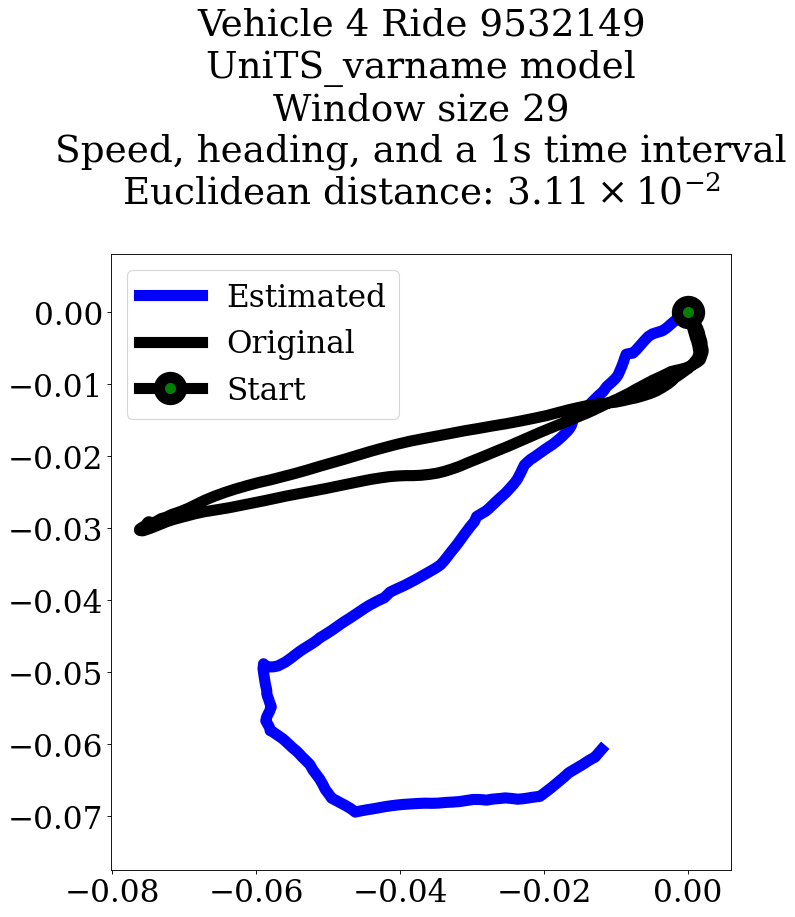 Vehicle 4 Ride 9532149
UniTS_varname model
Window size 29
Speed, heading, and a 1s time interval
Euclidean distance: 3.11 × 10⁻²
Estimated
Original
Start
0.00
−0.01
−0.02
−0.03
−0.04
−0.05
−0.06
−0.07
−0.08 −0.06 −0.04 −0.02 0.00